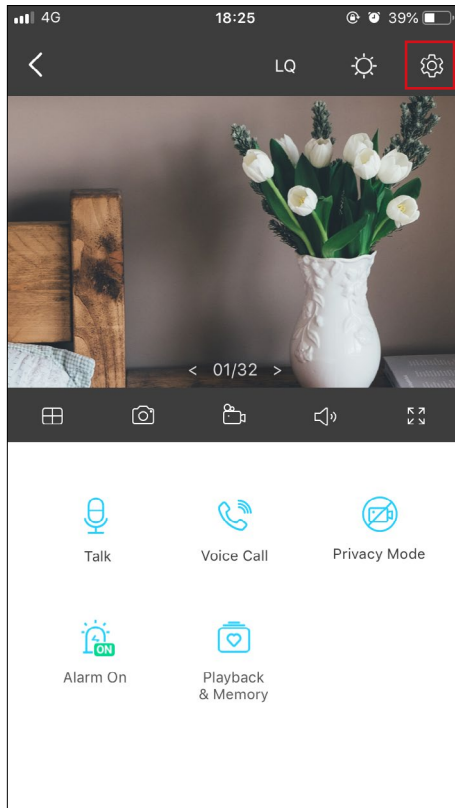 4G 18:25 39%
LQ
< 01/32 >
Talk Voice Call Privacy Mode
ON
Alarm On Playback
& Memory